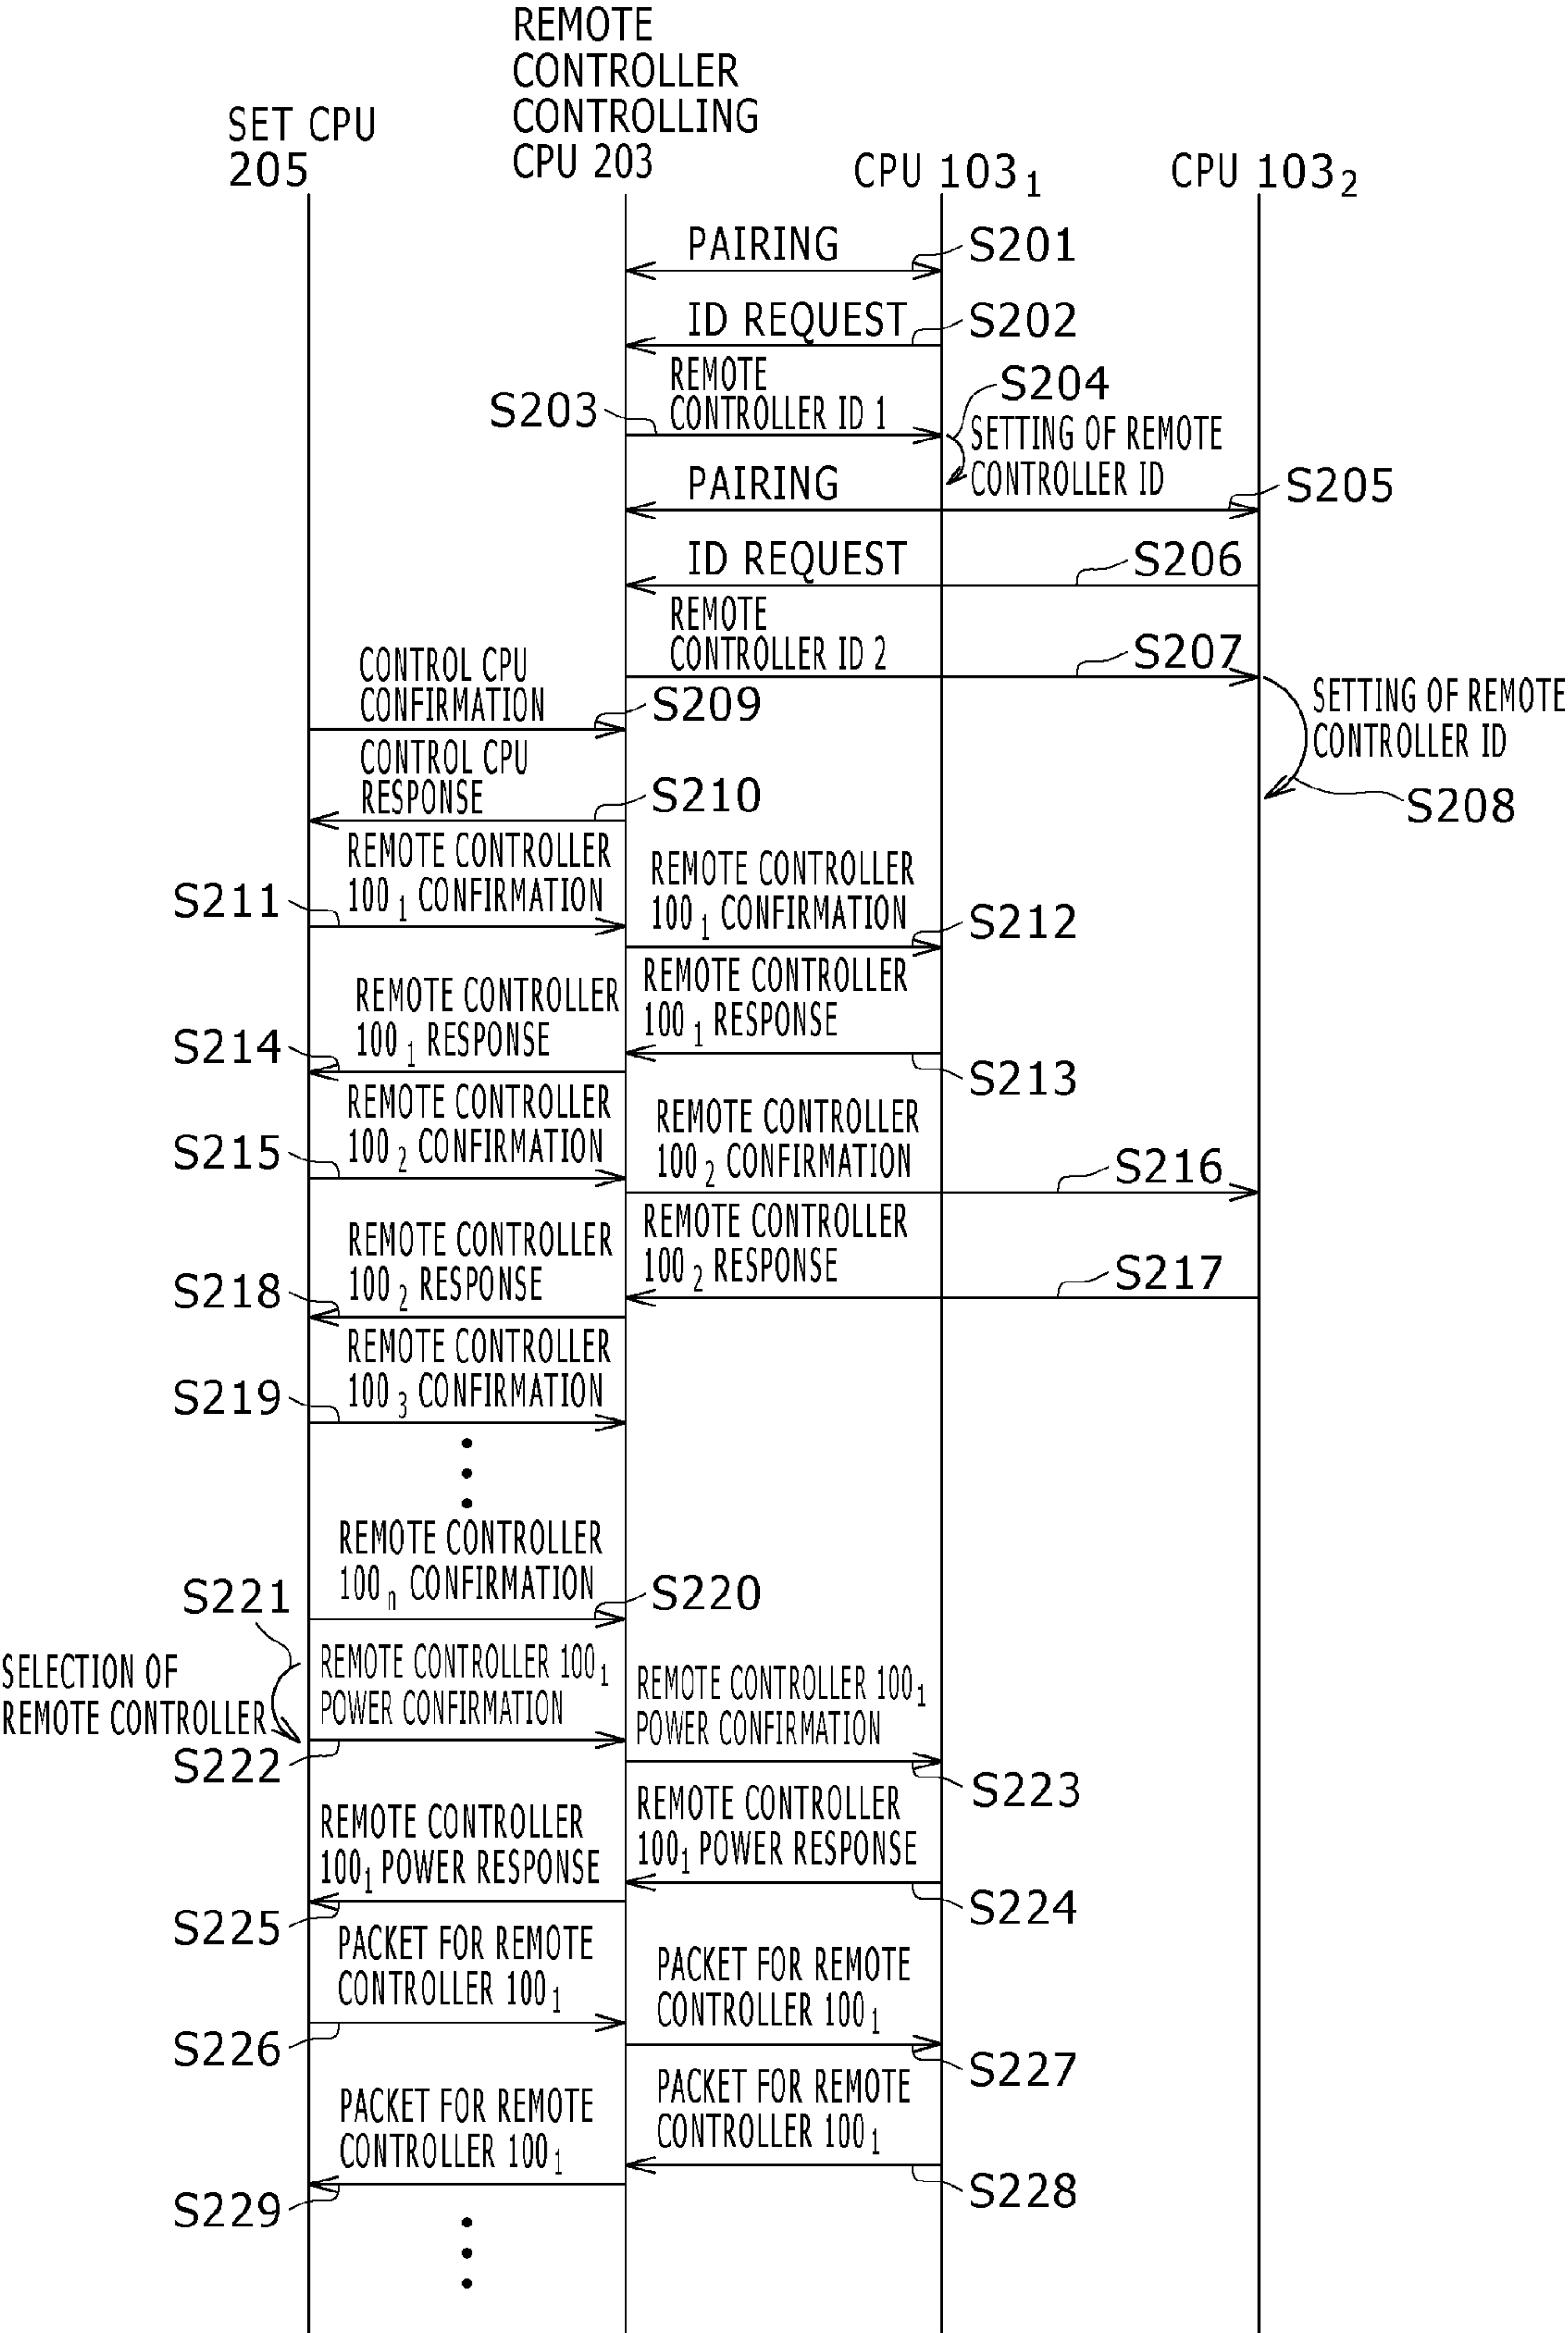 REMOTE
CONTROLLER
CONTROLLING
CPU 203
SET CPU
205
CPU 103₁
CPU 103₂
PAIRING
S201
ID REQUEST
S202
REMOTE
CONTROLLER ID 1
S203
S204
SETTING OF REMOTE
CONTROLLER ID
PAIRING
S205
ID REQUEST
S206
REMOTE
CONTROLLER ID 2
S207
CONTROL CPU
CONFIRMATION
S209
SETTING OF REMOTE
CONTROLLER ID
S208
CONTROL CPU
RESPONSE
S210
REMOTE CONTROLLER
100₁ CONFIRMATION
S211
REMOTE CONTROLLER
100₁ CONFIRMATION
S212
REMOTE CONTROLLER
100₁ RESPONSE
S213
REMOTE CONTROLLER
100₁ RESPONSE
S214
REMOTE CONTROLLER
100₂ CONFIRMATION
S215
REMOTE CONTROLLER
100₂ CONFIRMATION
S216
REMOTE CONTROLLER
100₂ RESPONSE
S217
REMOTE CONTROLLER
100₂ RESPONSE
S218
REMOTE CONTROLLER
100₃ CONFIRMATION
S219
REMOTE CONTROLLER
100ₙ CONFIRMATION
S220
S221
SELECTION OF
REMOTE CONTROLLER
REMOTE CONTROLLER 100₁
POWER CONFIRMATION
S222
REMOTE CONTROLLER 100₁
POWER CONFIRMATION
S223
REMOTE CONTROLLER
100₁ POWER RESPONSE
S224
REMOTE CONTROLLER
100₁ POWER RESPONSE
S225
PACKET FOR REMOTE
CONTROLLER 100₁
S226
PACKET FOR REMOTE
CONTROLLER 100₁
S227
PACKET FOR REMOTE
CONTROLLER 100₁
S228
PACKET FOR REMOTE
CONTROLLER 100₁
S229